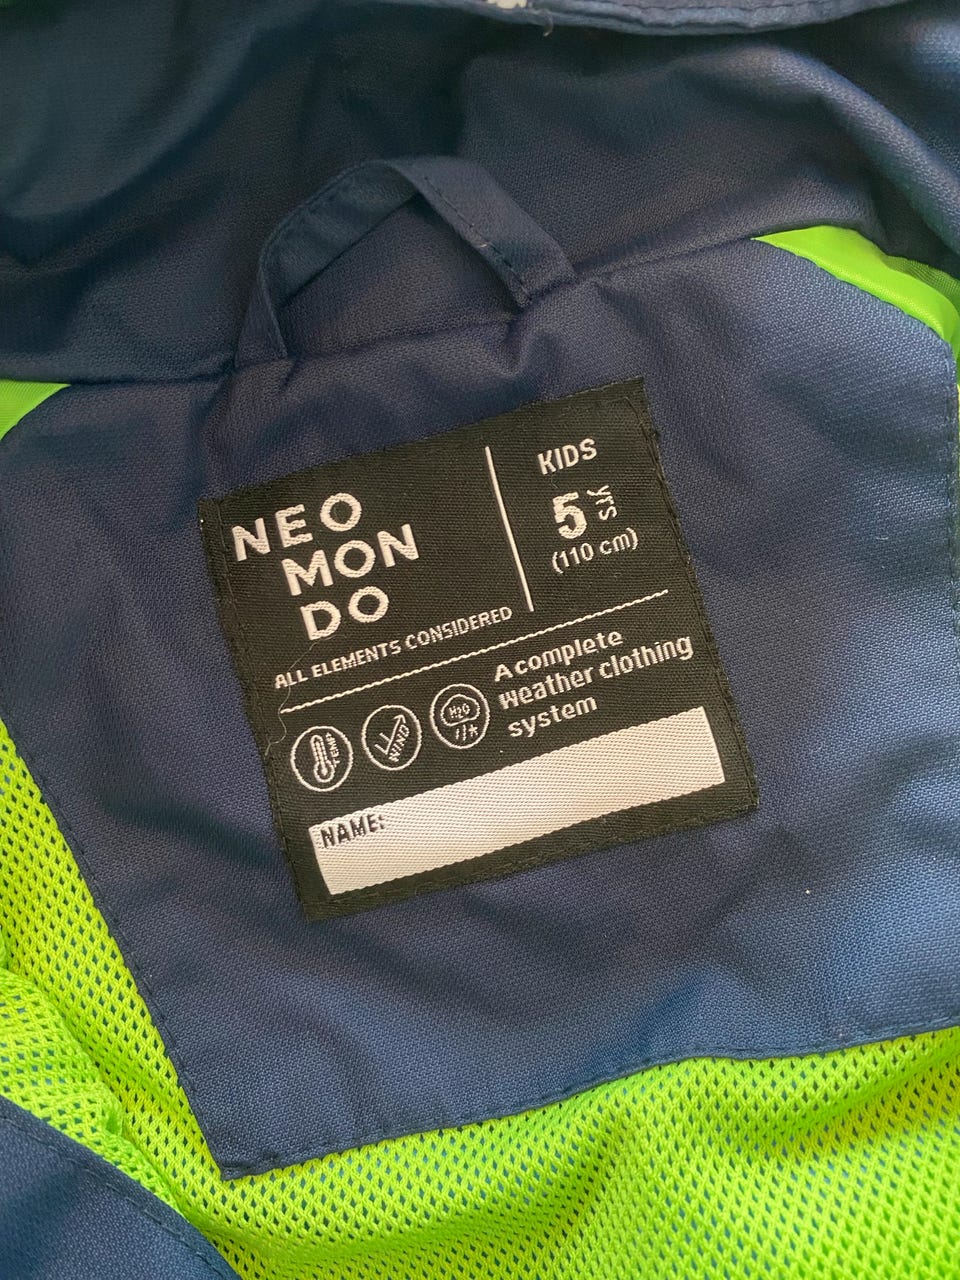 NEO
MON
DO
ALL ELEMENTS CONSIDERED
KIDS
5 yrs
(110 cm)
TEMP
WIND
H2O
A complete
weather clothing
system
NAME: